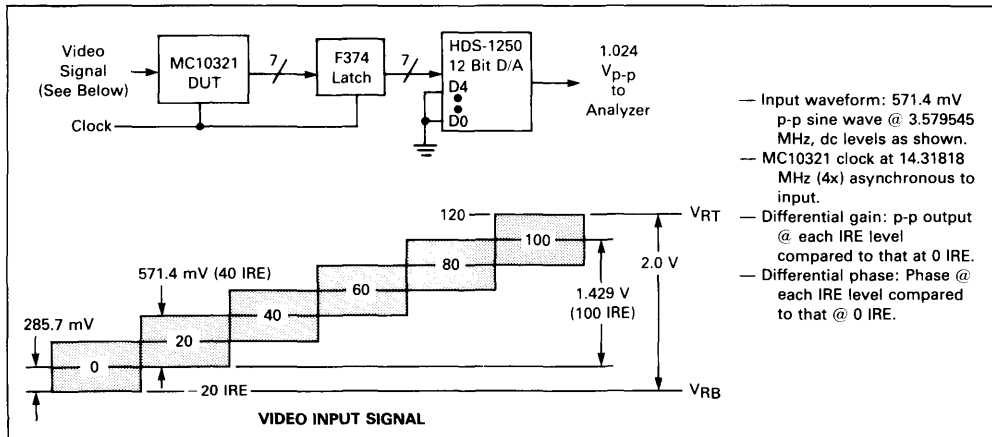 Video
Signal
(See Below)
MC10321
DUT
7
F374
Latch
7
HDS-1250
12 Bit D/A
D4
D0
1.024
Vp-p
to
Analyzer
Clock
— Input waveform: 571.4 mV
p-p sine wave @ 3.579545
MHz, dc levels as shown.
— MC10321 clock at 14.31818
MHz (4x) asynchronous to
input.
— Differential gain: p-p output
@ each IRE level
compared to that at 0 IRE.
— Differential phase: Phase @
each IRE level compared
to that @ 0 IRE.
120
VRT
100
80
60
40
20
0
571.4 mV (40 IRE)
285.7 mV
2.0 V
1.429 V
(100 IRE)
−20 IRE
VRB
VIDEO INPUT SIGNAL